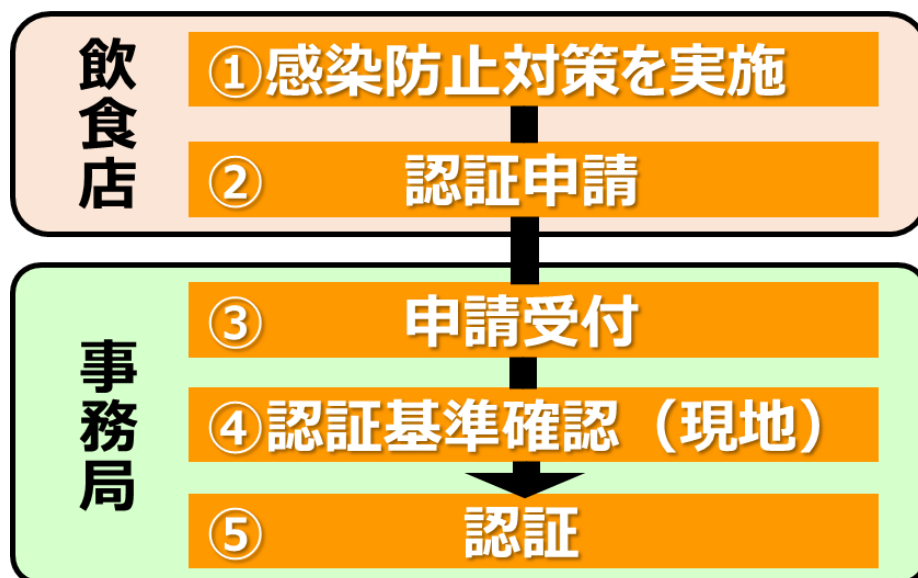 飲食店
①感染防止対策を実施
② 認証申請
事務局
③ 申請受付
④認証基準確認（現地）
⑤ 認証